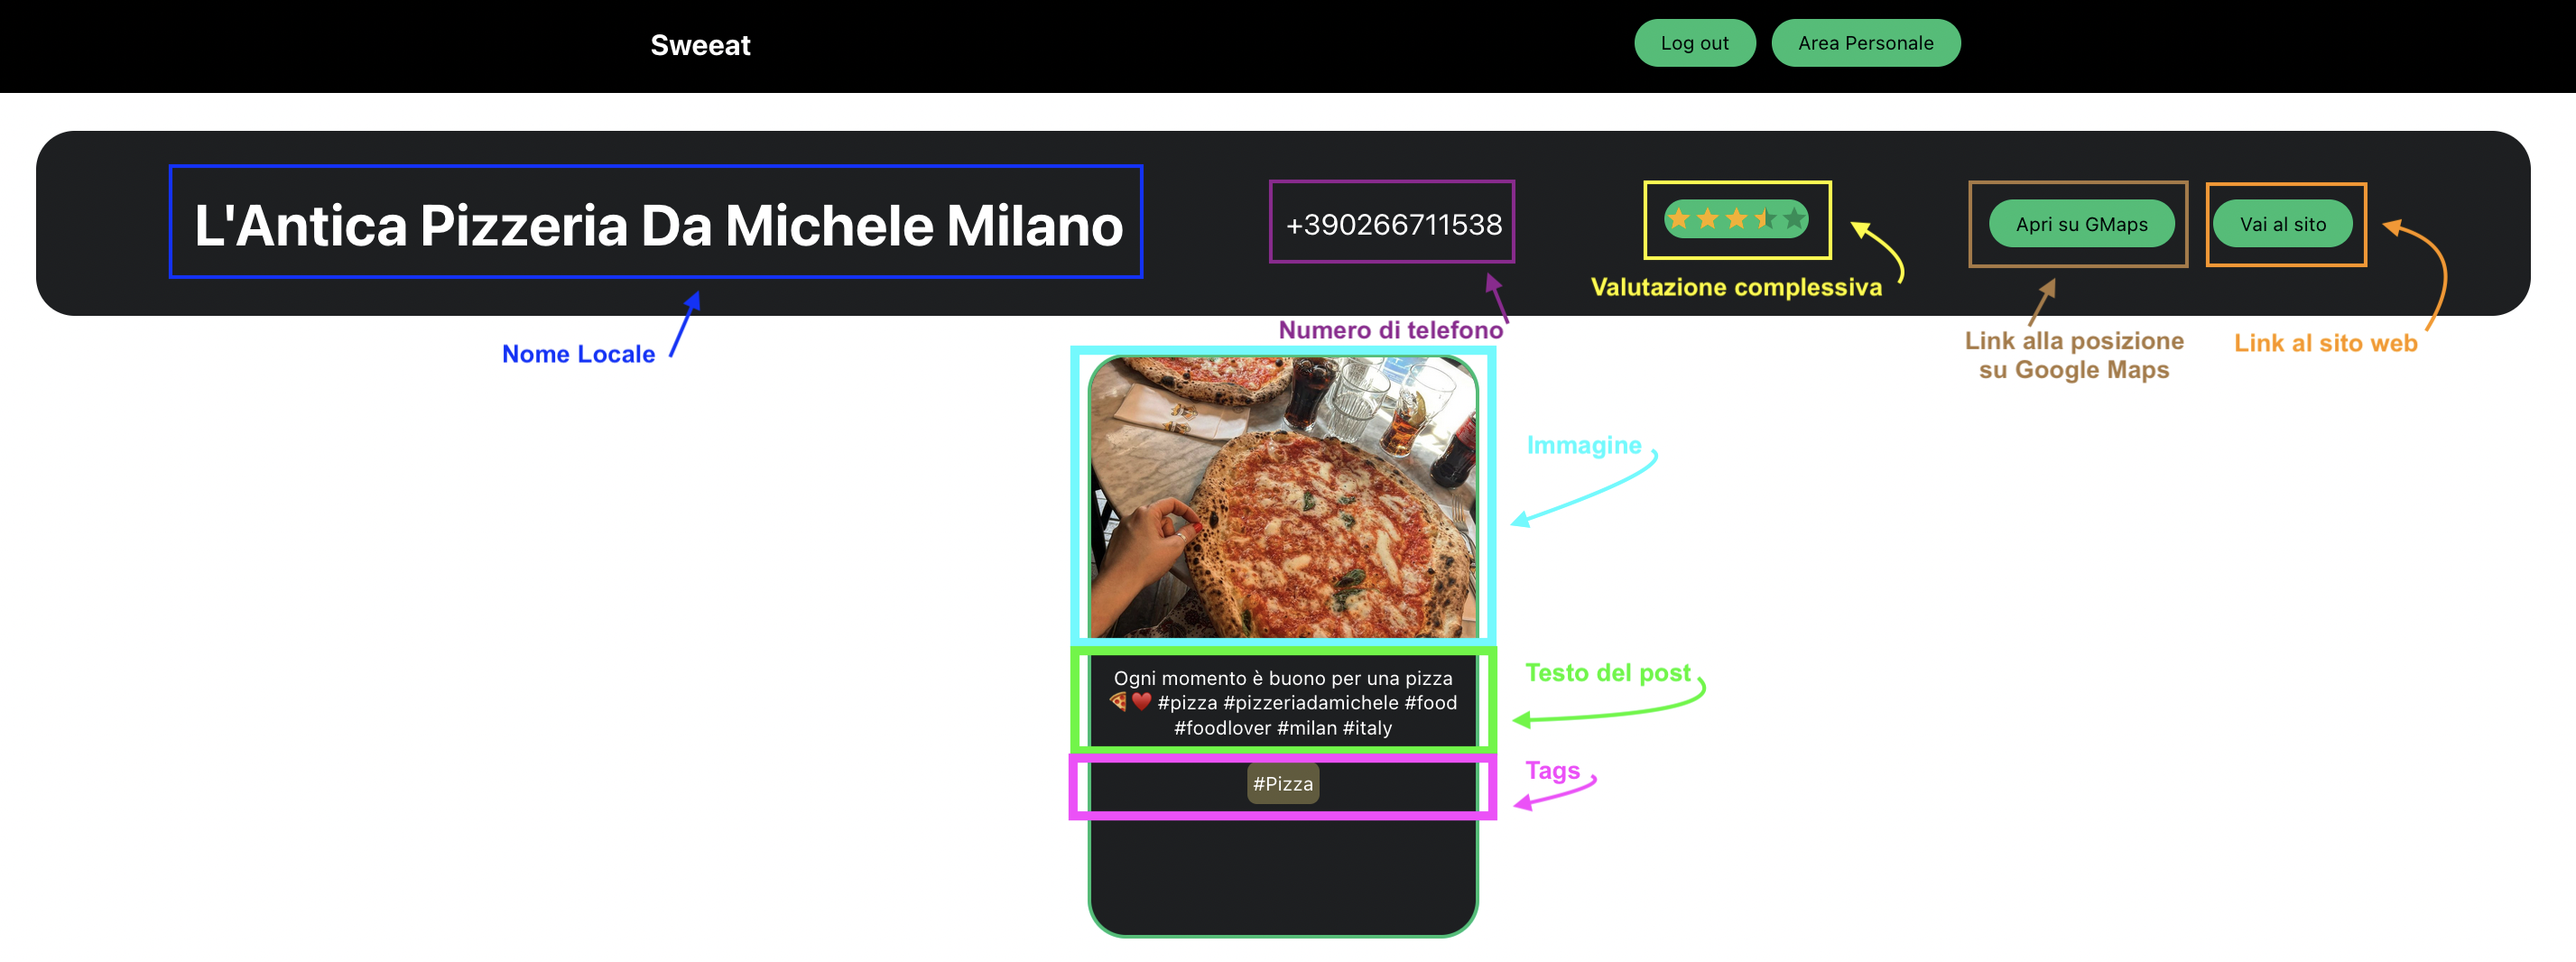 Sweeat
Log out
Area Personale
L'Antica Pizzeria Da Michele Milano
+390266711538
Apri su GMaps
Vai al sito
Valutazione complessiva
Numero di telefono
Nome Locale
Link alla posizione
su Google Maps
Link al sito web
Immagine
Ogni momento è buono per una pizza
🍕❤️ #pizza #pizzeriadamichele #food
#foodlover #milan #italy
Testo del post
#Pizza
Tags